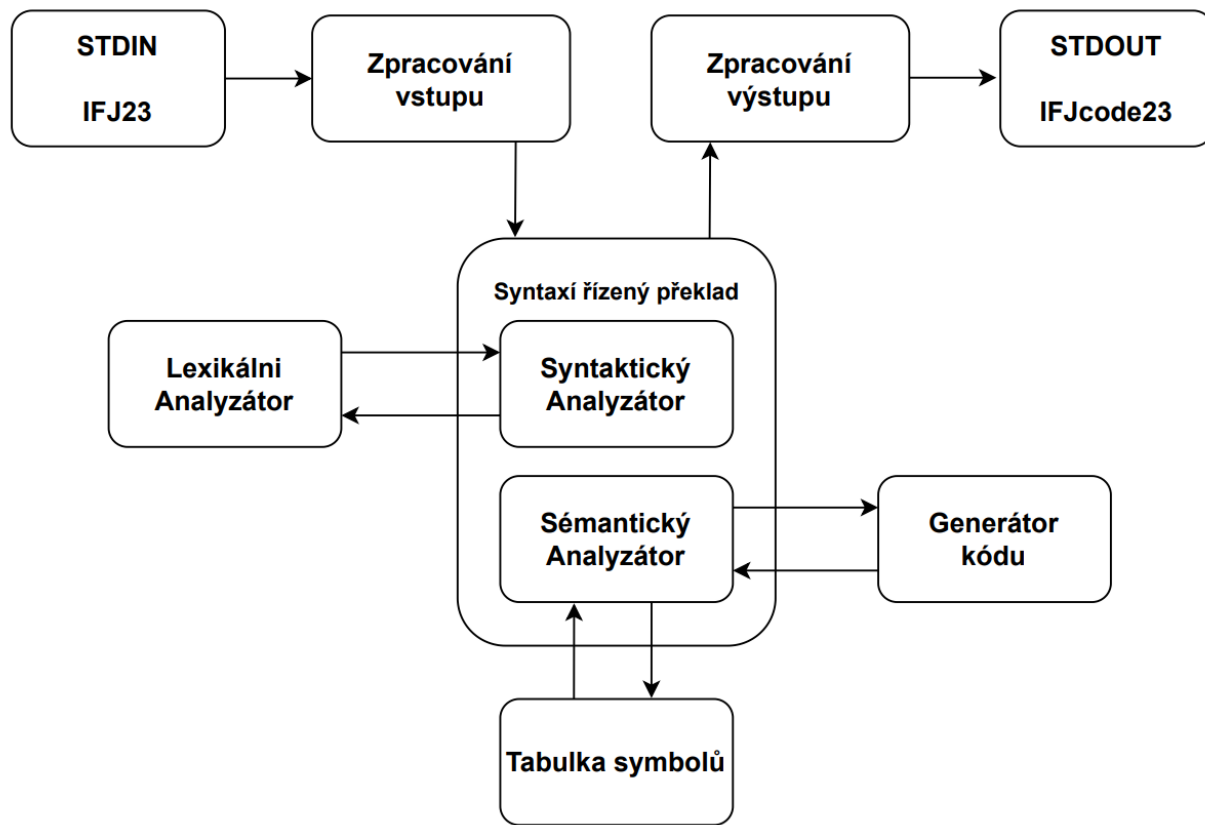 STDIN
IFJ23
Zpracování
vstupu
Zpracování
výstupu
STDOUT
IFJcode23
Syntaxí řízený překlad
Lexikálni
Analyzátor
Syntaktický
Analyzátor
Sémantický
Analyzátor
Generátor
kódu
Tabulka symbolů